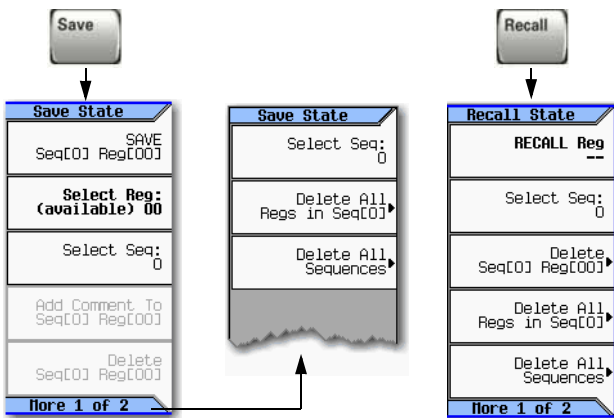 Save
Recall
Save State
SAVE
Seq[0] Reg[00]
Select Reg:
(available) 00
Select Seq:
0
Add Comment To
Seq[0] Reg[00]
Delete
Seq[0] Reg[00]
More 1 of 2
Save State
Select Seq:
0
Delete All
Regs in Seq[0]
Delete All
Sequences
Recall State
RECALL Reg
--
Select Seq:
0
Delete
Seq[0] Reg[00]
Delete All
Regs in Seq[0]
Delete All
Sequences
More 1 of 2